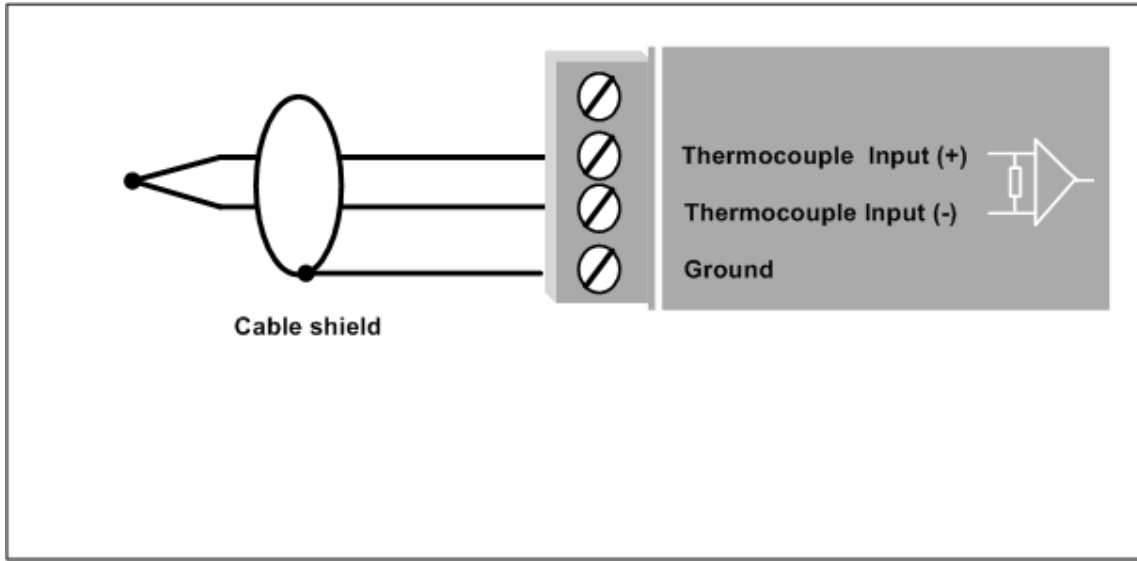 Thermocouple Input (+)
Thermocouple Input (-)
Ground
Cable shield